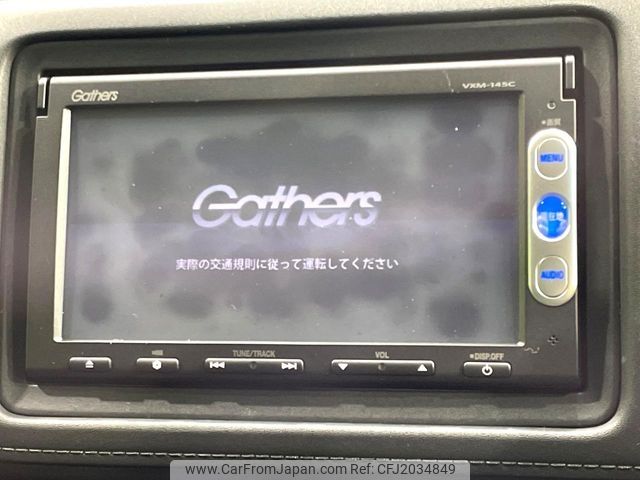 Gathers
VXM-145C
画質
MENU
Gathers
現在地
実際の交通規則に従って運転してください
AUDIO
TUNE/TRACK
VOL
DISP.OFF
www.CarFromJapan.com Ref: CFJ2034849